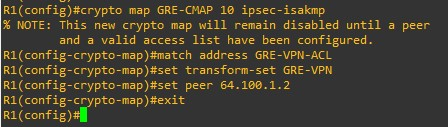 R1(config)#crypto map GRE-CMAP 10 ipsec-isakmp
% NOTE: This new crypto map will remain disabled until a peer
and a valid access list have been configured.
R1(config-crypto-map)#match address GRE-VPN-ACL
R1(config-crypto-map)#set transform-set GRE-VPN
R1(config-crypto-map)#set peer 64.100.1.2
R1(config-crypto-map)#exit
R1(config)#